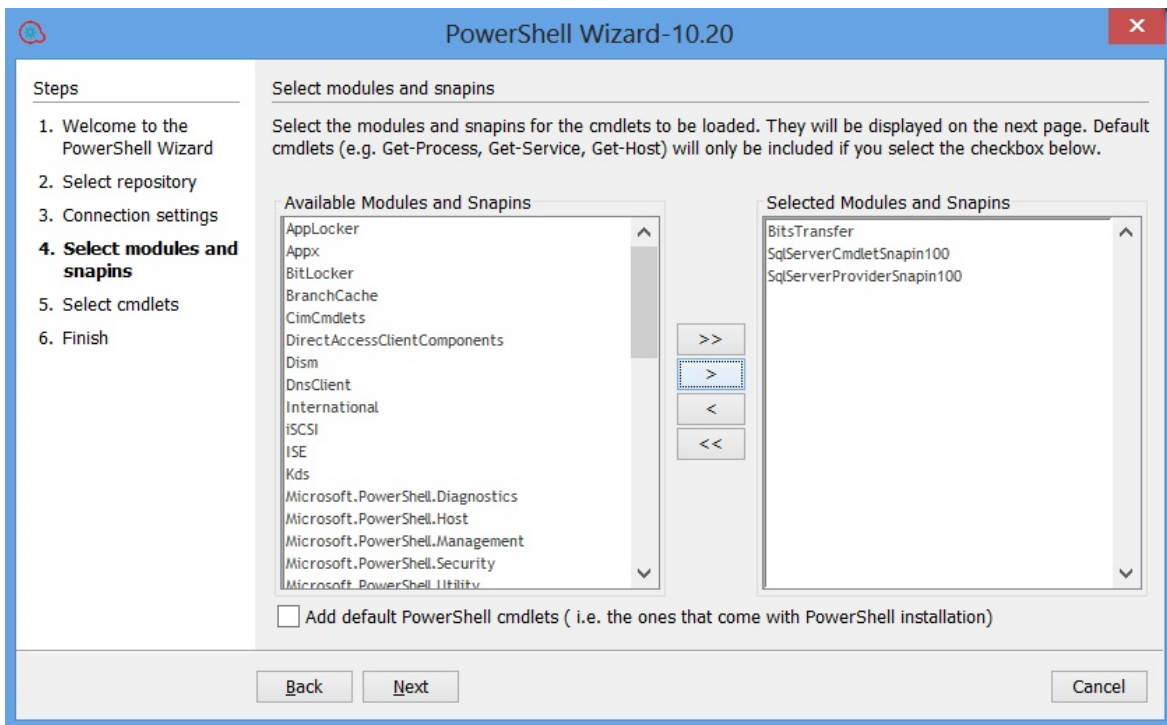 PowerShell Wizard-10.20
Steps
1. Welcome to the
PowerShell Wizard
2. Select repository
3. Connection settings
4. Select modules and
snapins
5. Select cmdlets
6. Finish
Select modules and snapins
Select the modules and snapins for the cmdlets to be loaded. They will be displayed on the next page. Default
cmdlets (e.g. Get-Process, Get-Service, Get-Host) will only be included if you select the checkbox below.
Available Modules and Snapins
AppLocker
Appx
BitLocker
BranchCache
CimCmdlets
DirectAccessClientComponents
Dism
DnsClient
International
iSCSI
ISE
Kds
Microsoft.PowerShell.Diagnostics
Microsoft.PowerShell.Host
Microsoft.PowerShell.Management
Microsoft.PowerShell.Security
Microsoft.PowerShell.Utility
>>
>
<
<<
Selected Modules and Snapins
BitsTransfer
SqlServerCmdletSnapin100
SqlServerProviderSnapin100
Add default PowerShell cmdlets ( i.e. the ones that come with PowerShell installation)
Back
Next
Cancel